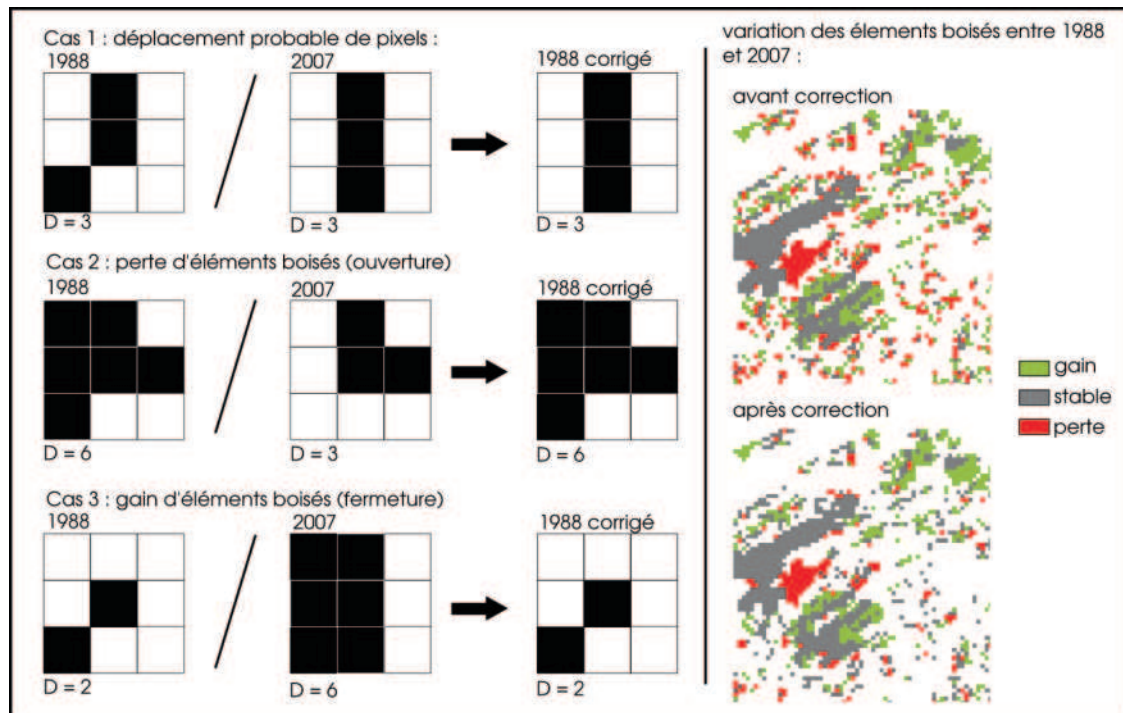 Cas 1 : déplacement probable de pixels :
1988
2007
1988 corrigé
D = 3
D = 3
D = 3
Cas 2 : perte d'éléments boisés (ouverture)
1988
2007
1988 corrigé
D = 6
D = 3
D = 6
Cas 3 : gain d'éléments boisés (fermeture)
1988
2007
1988 corrigé
D = 2
D = 6
D = 2
variation des élements boisés entre 1988
et 2007 :
avant correction
gain
stable
perte
après correction